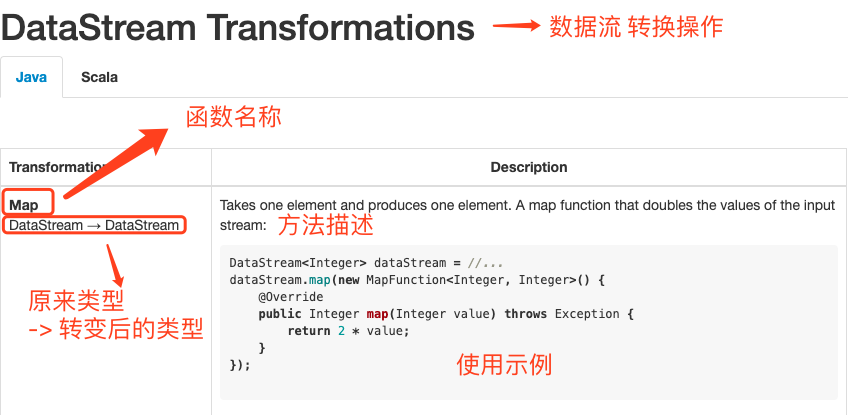 DataStream Transformations
数据流 转换操作
Java
Scala
函数名称
Transformation
Description
Map
DataStream → DataStream
Takes one element and produces one element. A map function that doubles the values of the input
stream:
方法描述
DataStream<Integer> dataStream = //...
dataStream.map(new MapFunction<Integer, Integer>() {
    @Override
    public Integer map(Integer value) throws Exception {
        return 2 * value;
    }
});
原来类型
-> 转变后的类型
使用示例